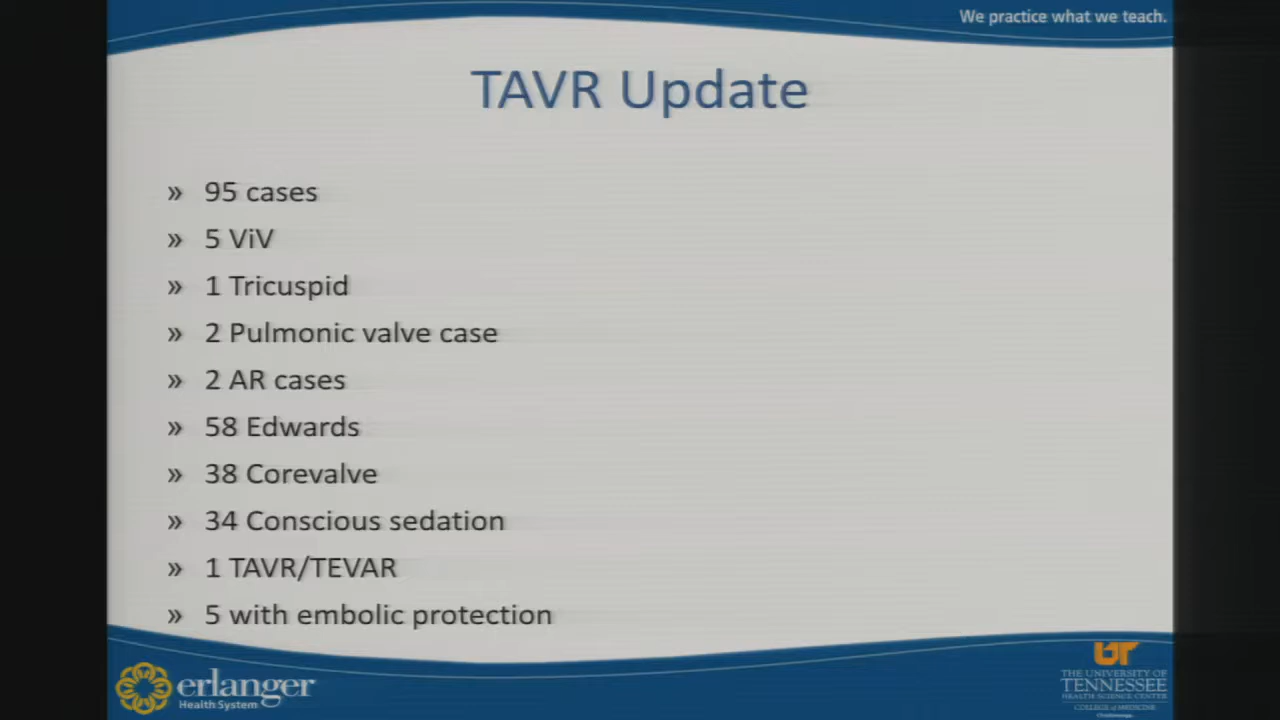 We practice what we teach.
TAVR Update
» 95 cases
» 5 ViV
» 1 Tricuspid
» 2 Pulmonic valve case
» 2 AR cases
» 58 Edwards
» 38 Corevalve
» 34 Conscious sedation
» 1 TAVR/TEVAR
» 5 with embolic protection
erlanger
Health System
UT
THE UNIVERSITY OF
TENNESSEE
HEALTH SCIENCE CENTER
COLLEGE of MEDICINE
Chattanooga